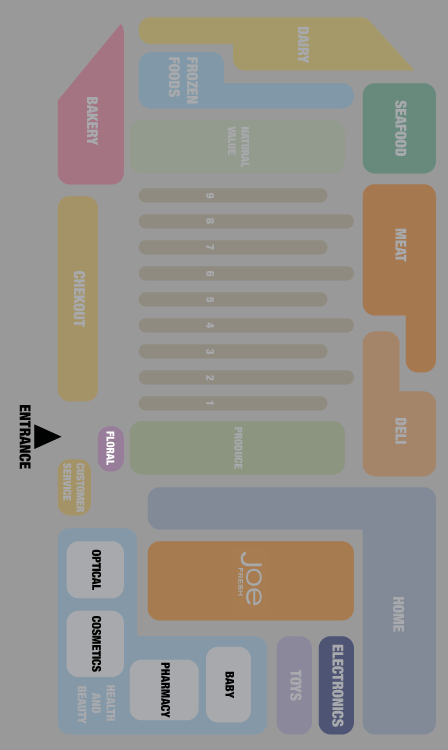 DAIRY
FROZEN
FOODS
BAKERY
NATURAL
VALUE
SEAFOOD
MEAT
9
8
7
6
5
4
3
2
1
CHEKOUT
DELI
ENTRANCE
FLORAL
PRODUCE
CUSTOMER
SERVICE
OPTICAL
JOE
FRESH
HOME
COSMETICS
HEALTH
AND
BEAUTY
PHARMACY
BABY
TOYS
ELECTRONICS